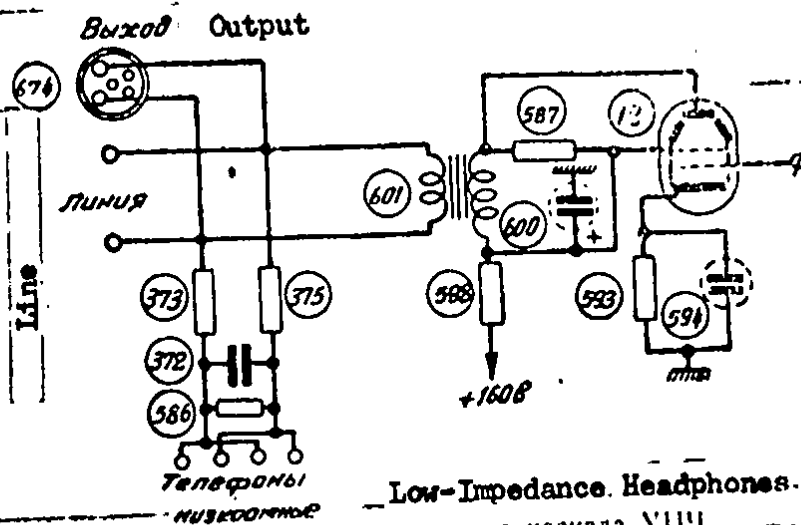 Выход Output
674
587
12
Линия
601
600
+
Line
373
375
588
593
594
372
+160В
586
Телефоны
низкоомные
Low-Impedance Headphones.
VIII